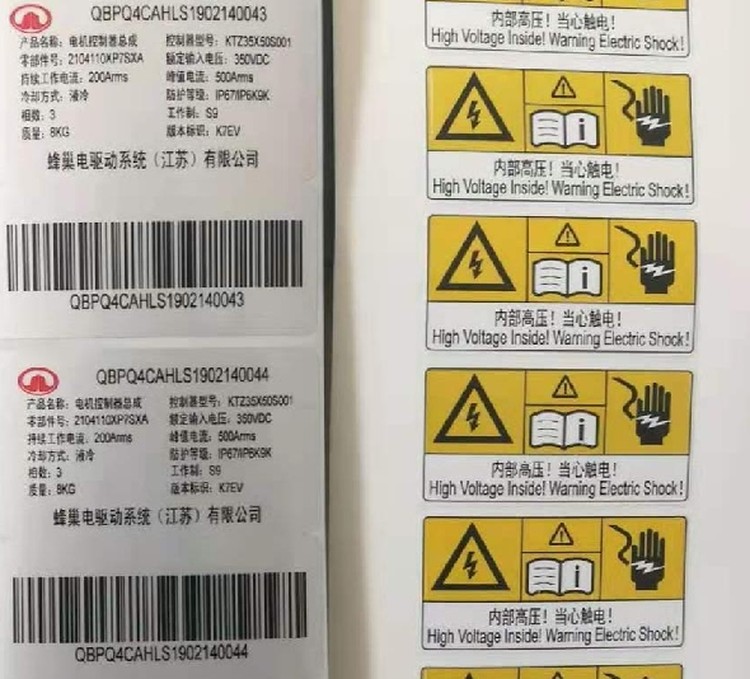 QBPQ4CAHLS1902140043
产品名称：电机控制器总成 控制器型号：KTZ35X50S001
零部件号：2104110XP7SXA 额定输入电压：350VDC
持续工作电流：200Arms 峰值电流：500Arms
冷却方式：液冷 防护等级：IP67/IP6K9K
相数：3 工作制：S9
质量：8KG 版本标识：K7EV
蜂巢电驱动系统（江苏）有限公司
QBPQ4CAHLS1902140043
QBPQ4CAHLS1902140044
产品名称：电机控制器总成 控制器型号：KTZ35X50S001
零部件号：2104110XP7SXA 额定输入电压：350VDC
持续工作电流：200Arms 峰值电流：500Arms
冷却方式：液冷 防护等级：IP67/IP6K9K
相数：3 工作制：S9
质量：8KG 版本标识：K7EV
蜂巢电驱动系统（江苏）有限公司
QBPQ4CAHLS1902140044
内部高压！当心触电！
High Voltage Inside! Warning Electric Shock!
i
内部高压！当心触电！
High Voltage Inside! Warning Electric Shock!
i
内部高压！当心触电！
High Voltage Inside! Warning Electric Shock!
i
内部高压！当心触电！
High Voltage Inside! Warning Electric Shock!
i
内部高压！当心触电！
High Voltage Inside! Warning Electric Shock!